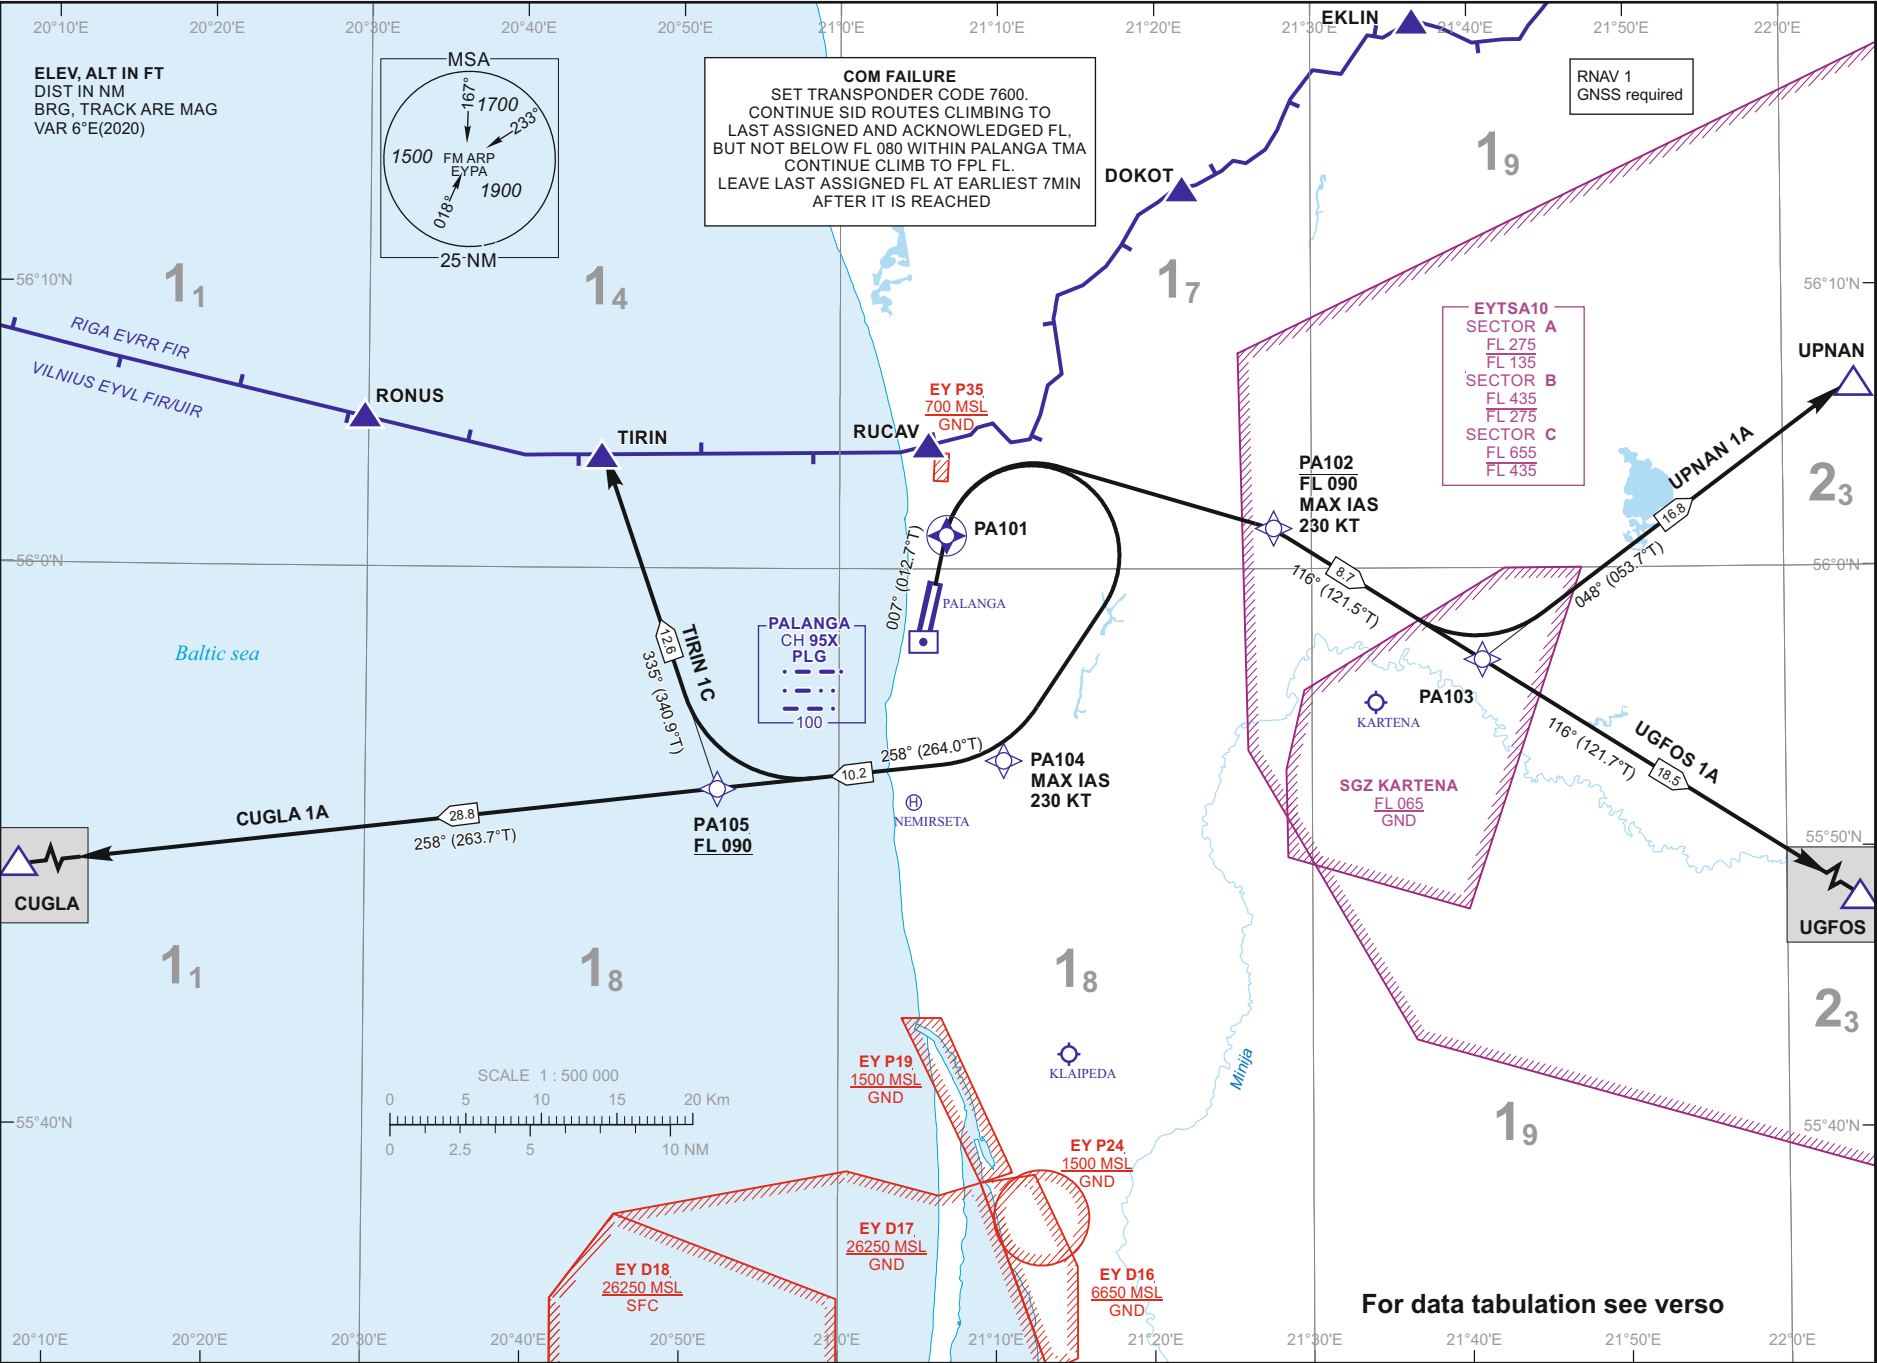 20°10'E
20°20'E
20°30'E
20°40'E
20°50'E
21°0'E
21°10'E
21°20'E
21°30'E
21°40'E
21°50'E
22°0'E
EKLIN
ELEV, ALT IN FT
DIST IN NM
BRG, TRACK ARE MAG
VAR 6°E(2020)
MSA
167°
1700
233°
1500
FM ARP
EYPA
1900
018°
25 NM
COM FAILURE
SET TRANSPONDER CODE 7600.
CONTINUE SID ROUTES CLIMBING TO
LAST ASSIGNED AND ACKNOWLEDGED FL,
BUT NOT BELOW FL 080 WITHIN PALANGA TMA
CONTINUE CLIMB TO FPL FL.
LEAVE LAST ASSIGNED FL AT EARLIEST 7MIN
AFTER IT IS REACHED
RNAV 1
GNSS required
DOKOT
19
56°10'N
11
14
17
56°10'N
RIGA EVRR FIR
VILNIUS EYVL FIR/UIR
RONUS
TIRIN
RUCAV
EY P35
700 MSL
GND
EYTSA10
SECTOR A
FL 275
FL 135
SECTOR B
FL 435
FL 275
SECTOR C
FL 655
FL 435
UPNAN
UPNAN 1A
16.8
048° (053.7°T)
23
PA102
FL 090
MAX IAS
230 KT
PA101
007° (012.7°T)
PALANGA
8.7
116° (121.5°T)
56°0'N
56°0'N
Baltic sea
12.6
TIRIN 1C
335° (340.9°T)
PALANGA
CH 95X
PLG
100
PA103
KARTENA
116° (121.7°T)
UGFOS 1A
18.5
258° (264.0°T)
10.2
PA104
MAX IAS
230 KT
SGZ KARTENA
FL 065
GND
NEMIRSETA
H
CUGLA 1A
28.8
258° (263.7°T)
PA105
FL 090
55°50'N
CUGLA
UGFOS
11
18
18
23
EY P19
1500 MSL
GND
KLAIPEDA
Minija
SCALE 1 : 500 000
0 5 10 15 20 Km
0 2.5 5 10 NM
55°40'N
19
55°40'N
EY P24
1500 MSL
GND
EY D17
26250 MSL
GND
EY D18
26250 MSL
SFC
EY D16
6650 MSL
GND
For data tabulation see verso
20°10'E
20°20'E
20°30'E
20°40'E
20°50'E
21°0'E
21°10'E
21°20'E
21°30'E
21°40'E
21°50'E
22°0'E